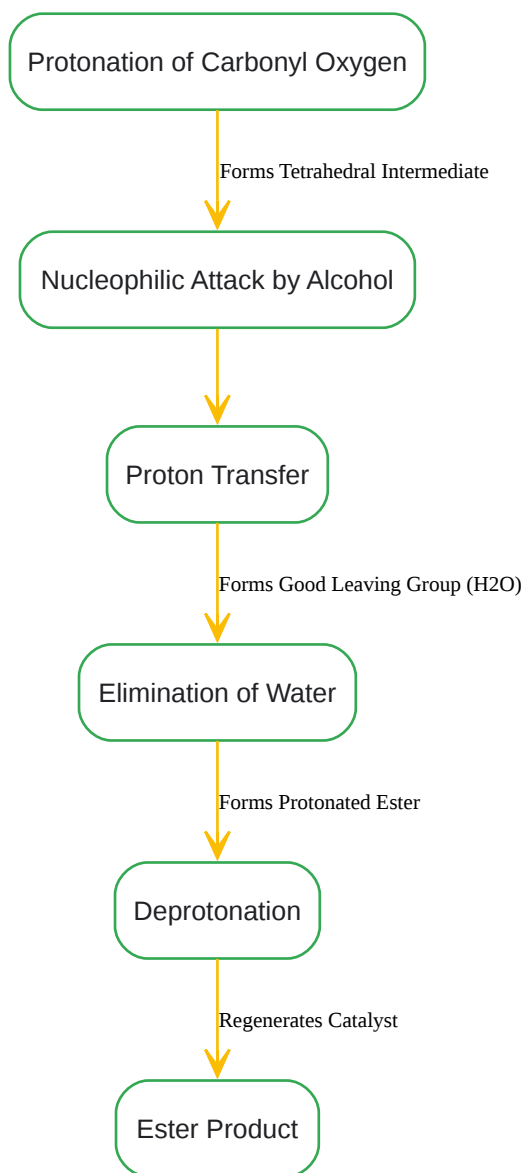 Protonation of Carbonyl Oxygen
Forms Tetrahedral Intermediate
Nucleophilic Attack by Alcohol
Proton Transfer
Forms Good Leaving Group (H2O)
Elimination of Water
Forms Protonated Ester
Deprotonation
Regenerates Catalyst
Ester Product